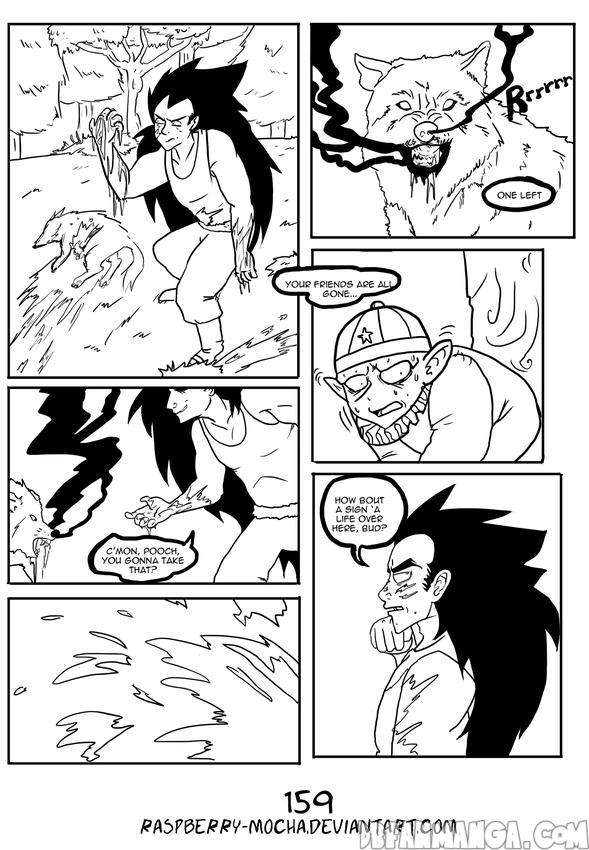 Rrrrrr
ONE LEFT
YOUR FRIENDS ARE ALL
GONE...
C'MON, POOCH,
YOU GONNA TAKE
THAT?
HOW BOUT
A SIGN 'A
LIFE OVER
HERE, BUD?
159
RASPBERRY-MOCHA.DEVIANTART.COM
DBFANMANGA.COM